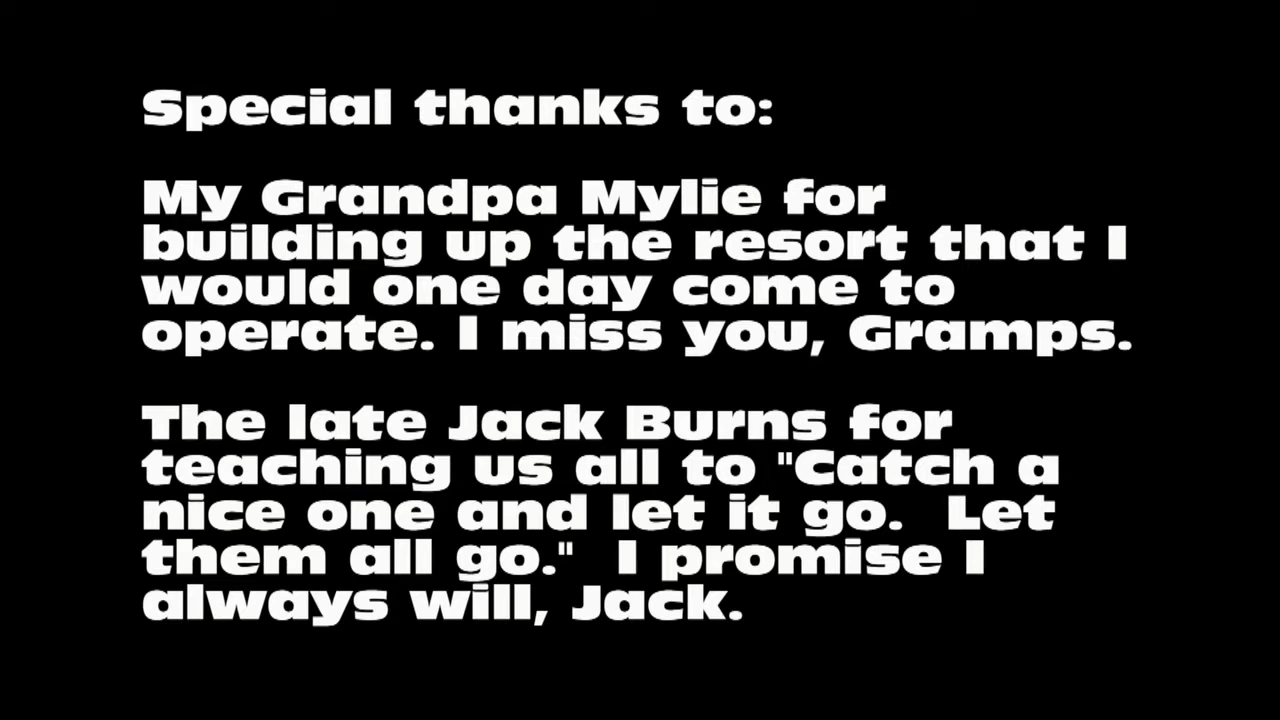 Special thanks to:
My Grandpa Mylie for
building up the resort that I
would one day come to
operate. I miss you, Gramps.
The late Jack Burns for
teaching us all to "Catch a
nice one and let it go.  Let
them all go."  I promise I
always will, Jack.